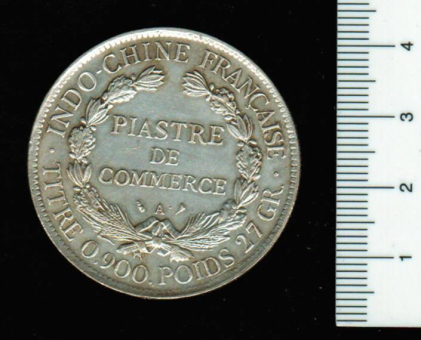 INDO-CHINE FRANÇAISE
PIASTRE
DE
COMMERCE
A
TITRE 0.900. POIDS 27 GR.
4
3
2
1